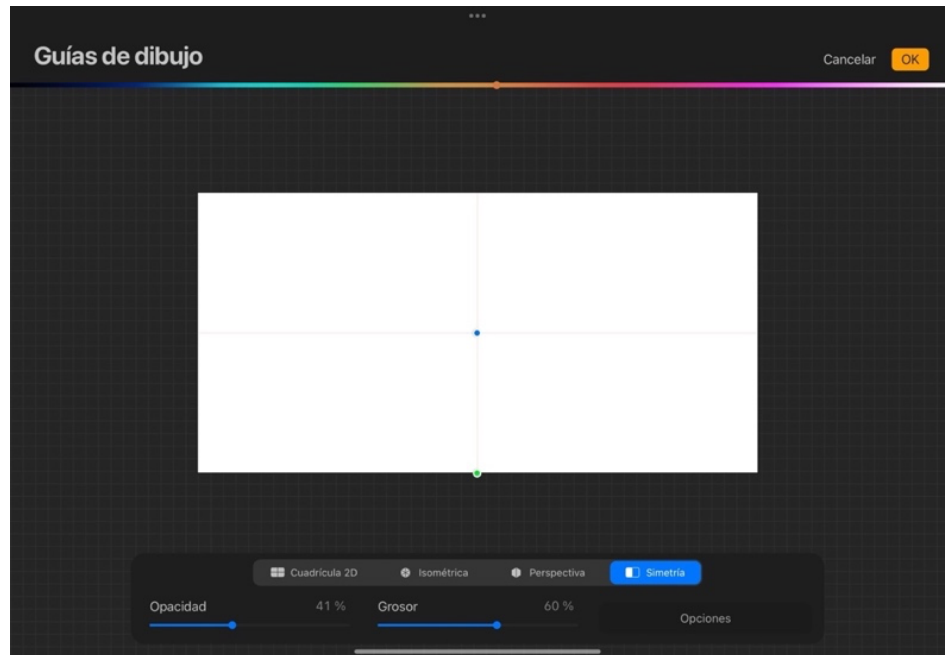 Guías de dibujo
Cancelar OK
Cuadrícula 2D Isométrica Perspectiva Simetría
Opacidad 41 % Grosor 60 % Opciones